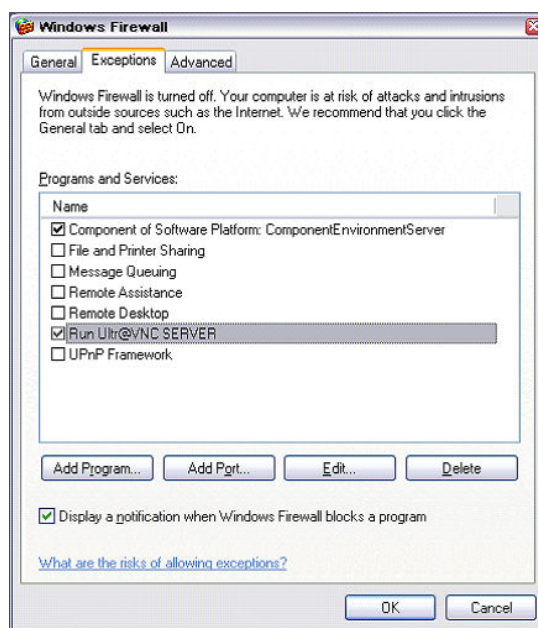 Windows Firewall
General Exceptions Advanced
Windows Firewall is turned off. Your computer is at risk of attacks and intrusions
from outside sources such as the Internet. We recommend that you click the
General tab and select On.
Programs and Services:
Name
Component of Software Platform: ComponentEnvironmentServer
File and Printer Sharing
Message Queuing
Remote Assistance
Remote Desktop
Run Ultr@VNC SERVER
UPnP Framework
Add Program... Add Port... Edit... Delete
Display a notification when Windows Firewall blocks a program
What are the risks of allowing exceptions?
OK Cancel